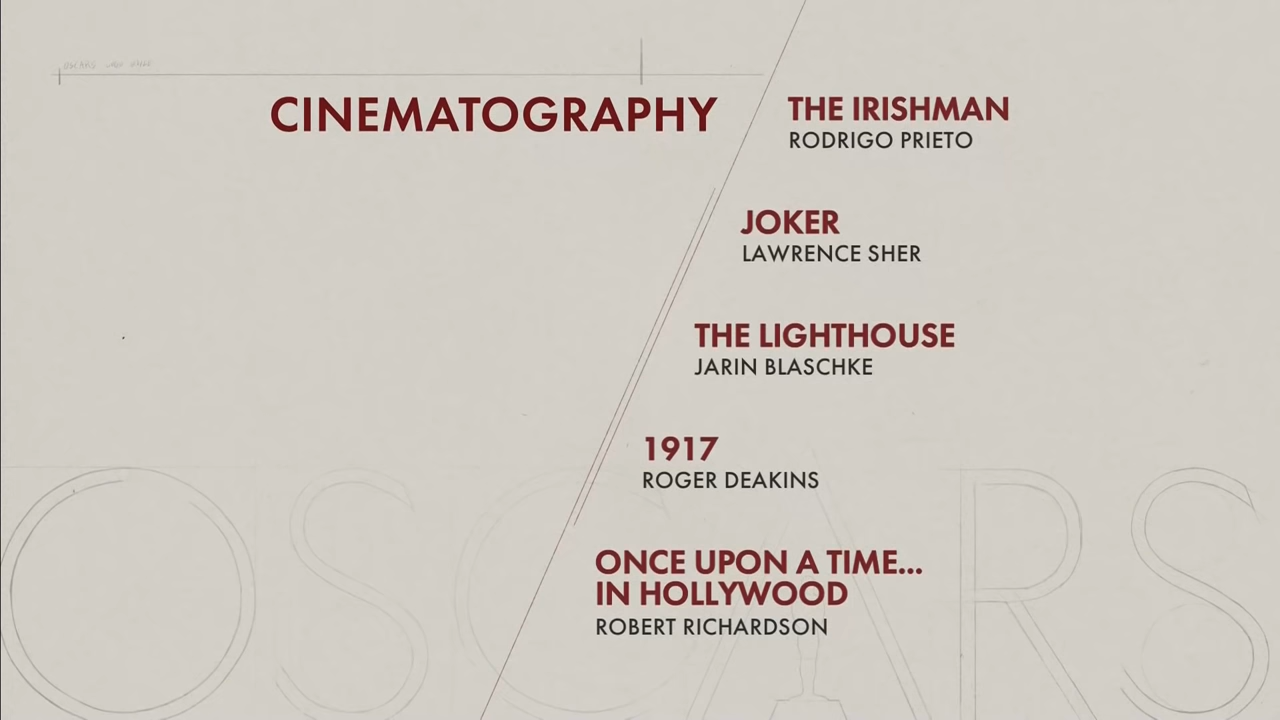 CINEMATOGRAPHY
THE IRISHMAN
RODRIGO PRIETO
JOKER
LAWRENCE SHER
THE LIGHTHOUSE
JARIN BLASCHKE
1917
ROGER DEAKINS
ONCE UPON A TIME...
IN HOLLYWOOD
ROBERT RICHARDSON
OSCARS